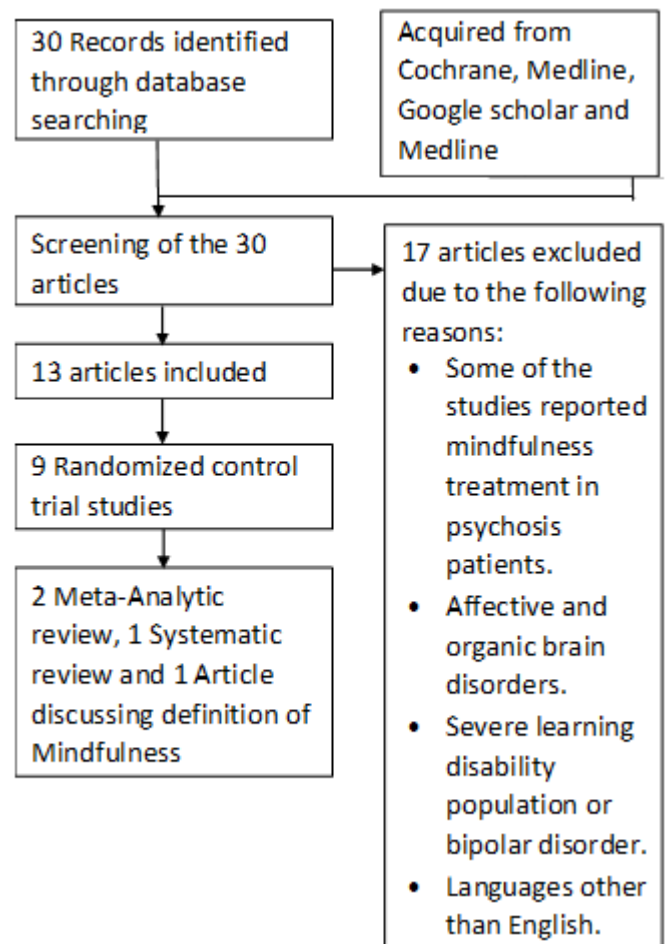 30 Records identified
through database
searching
Acquired from
Cochrane, Medline,
Google scholar and
Medline
Screening of the 30
articles
17 articles excluded
due to the following
reasons:
• Some of the
studies reported
mindfulness
treatment in
psychosis
patients.
• Affective and
organic brain
disorders.
• Severe learning
disability
population or
bipolar disorder.
• Languages other
than English.
13 articles included
9 Randomized control
trial studies
2 Meta-Analytic
review, 1 Systematic
review and 1 Article
discussing definition of
Mindfulness